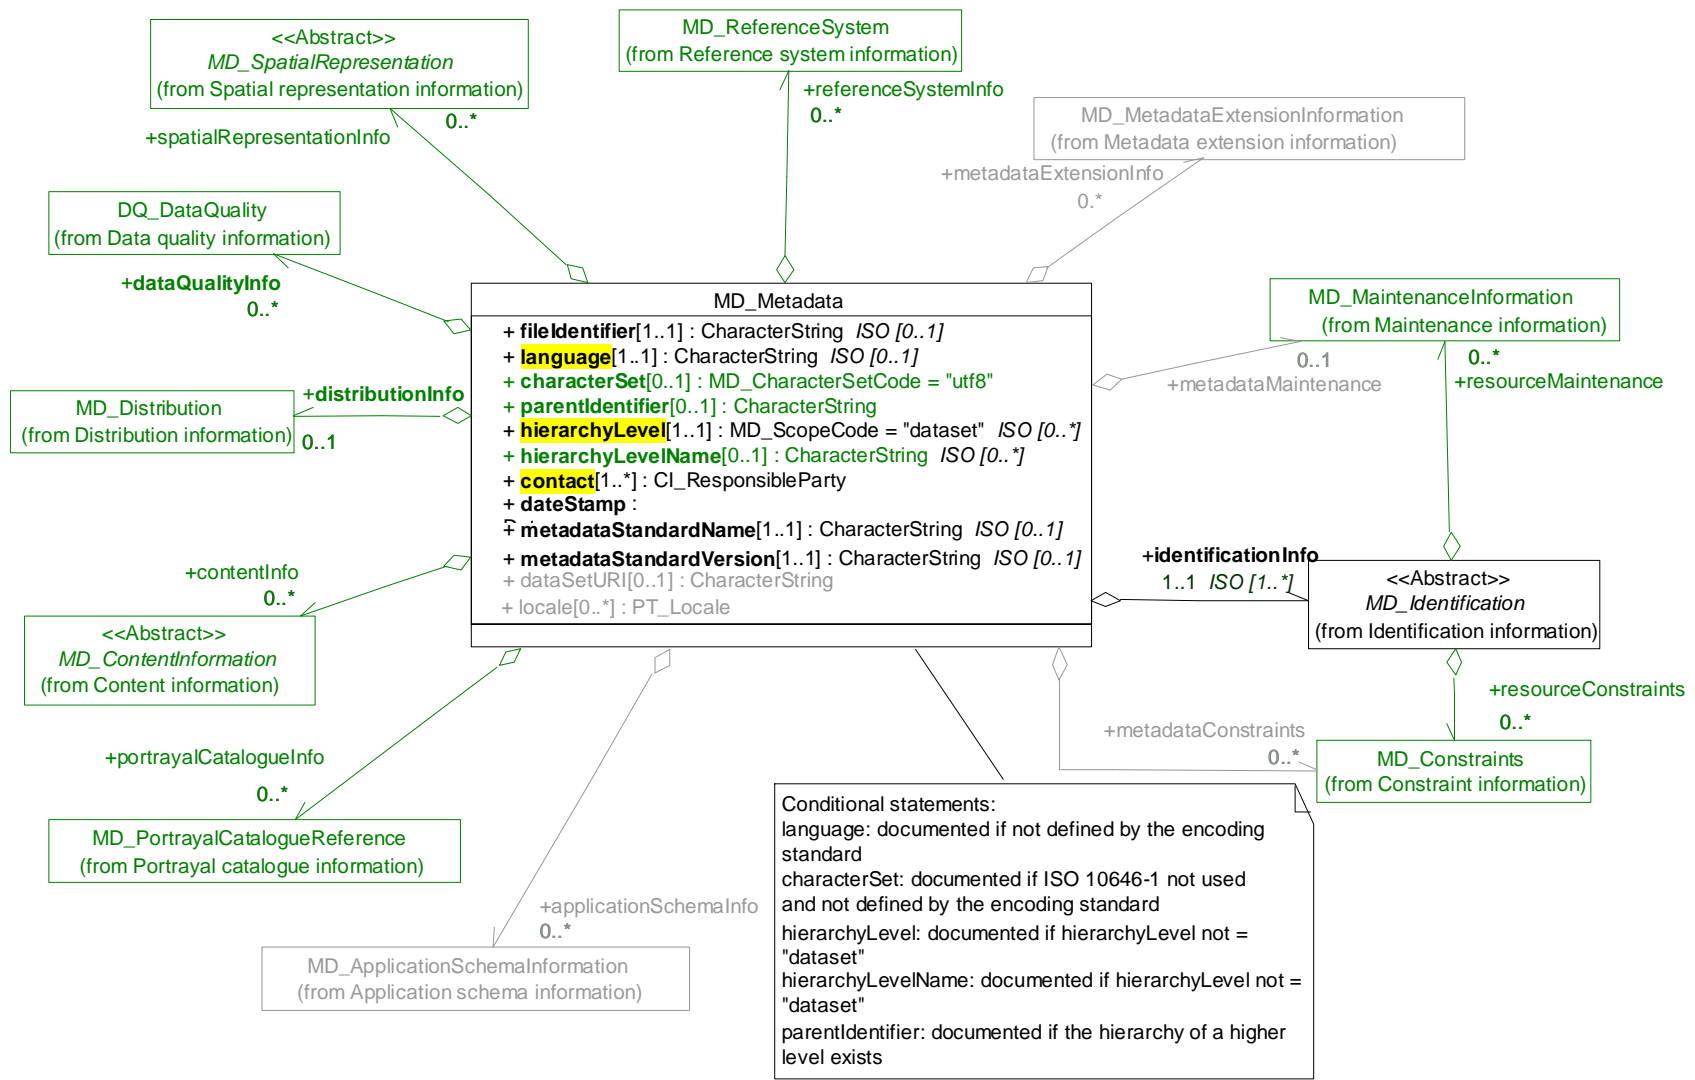 <<Abstract>>
MD_SpatialRepresentation
(from Spatial representation information)
0..*
+spatialRepresentationInfo
MD_ReferenceSystem
(from Reference system information)
+referenceSystemInfo
0..*
MD_MetadataExtensionInformation
(from Metadata extension information)
+metadataExtensionInfo
0.*
DQ_DataQuality
(from Data quality information)
+dataQualityInfo
0..*
MD_MaintenanceInformation
(from Maintenance information)
0..1
+metadataMaintenance
0..*
+resourceMaintenance
MD_Metadata
+ fileIdentifier[1..1] : CharacterString ISO [0..1]
+ language[1..1] : CharacterString ISO [0..1]
+ characterSet[0..1] : MD_CharacterSetCode = "utf8"
+ parentIdentifier[0..1] : CharacterString
+ hierarchyLevel[1..1] : MD_ScopeCode = "dataset" ISO [0..*]
+ hierarchyLevelName[0..1] : CharacterString ISO [0..*]
+ contact[1..*] : CI_ResponsibleParty
+ dateStamp :
+ metadataStandardName[1..1] : CharacterString ISO [0..1]
+ metadataStandardVersion[1..1] : CharacterString ISO [0..1]
+ dataSetURI[0..1] : CharacterString
+ locale[0..*] : PT_Locale
+distributionInfo
0..1
MD_Distribution
(from Distribution information)
+contentInfo
0..*
<<Abstract>>
MD_ContentInformation
(from Content information)
+identificationInfo
1..1 ISO [1..*]
<<Abstract>>
MD_Identification
(from Identification information)
+resourceConstraints
0..*
+metadataConstraints
0..*
MD_Constraints
(from Constraint information)
+portrayalCatalogueInfo
0..*
MD_PortrayalCatalogueReference
(from Portrayal catalogue information)
+applicationSchemaInfo
0..*
MD_ApplicationSchemaInformation
(from Application schema information)
Conditional statements:
language: documented if not defined by the encoding
standard
characterSet: documented if ISO 10646-1 not used
and not defined by the encoding standard
hierarchyLevel: documented if hierarchyLevel not =
"dataset"
hierarchyLevelName: documented if hierarchyLevel not =
"dataset"
parentIdentifier: documented if the hierarchy of a higher
level exists